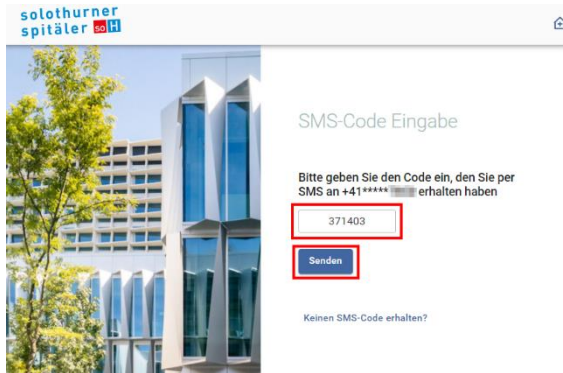 solothurner
spitäler soH
SMS-Code Eingabe
Bitte geben Sie den Code ein, den Sie per
SMS an +41***** erhalten haben
371403
Senden
Keinen SMS-Code erhalten?